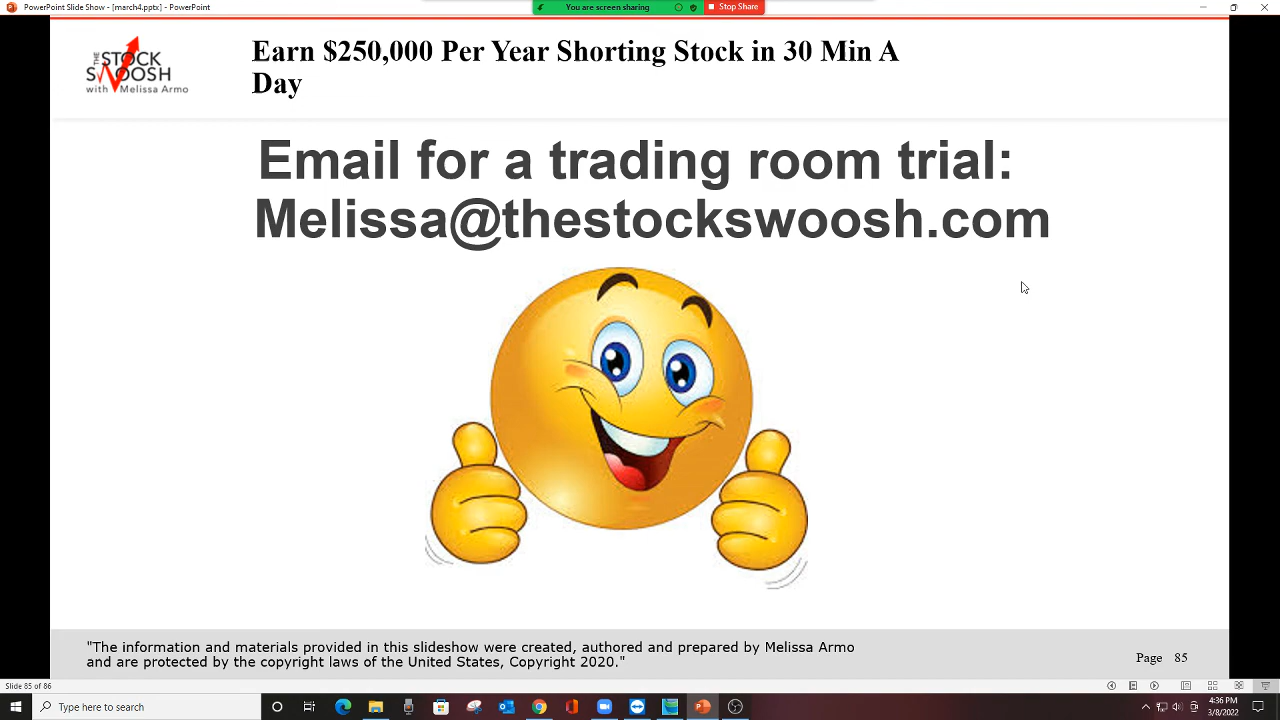 PowerPoint Slide Show - [march4.pptx] - PowerPoint
You are screen sharing
Stop Share
THE STOCK
SWOOSH
with Melissa Armo
Earn $250,000 Per Year Shorting Stock in 30 Min A
Day
Email for a trading room trial:
Melissa@thestockswoosh.com
"The information and materials provided in this slideshow were created, authored and prepared by Melissa Armo
and are protected by the copyright laws of the United States, Copyright 2020."
Page 85
Slide 85 of 86
Type here to search
4:36 PM
3/8/2022